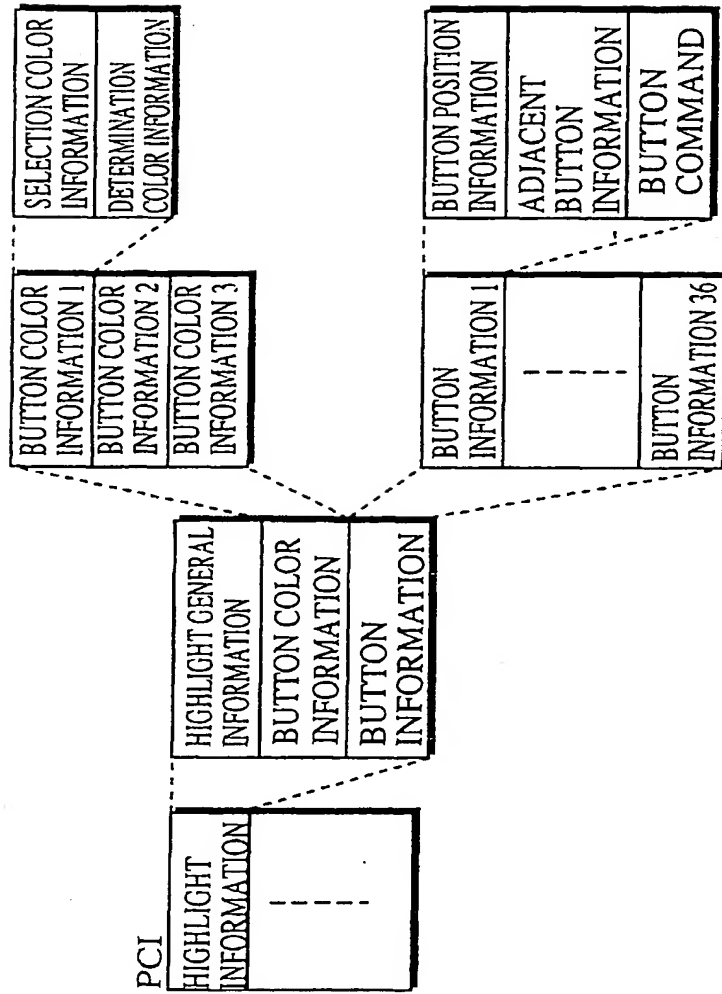 PCI
HIGHLIGHT
INFORMATION
HIGHLIGHT GENERAL
INFORMATION
BUTTON COLOR
INFORMATION
BUTTON
INFORMATION
BUTTON COLOR
INFORMATION 1
BUTTON COLOR
INFORMATION 2
BUTTON COLOR
INFORMATION 3
SELECTION COLOR
INFORMATION
DETERMINATION
COLOR INFORMATION
BUTTON
INFORMATION 1
BUTTON
INFORMATION 36
BUTTON POSITION
INFORMATION
ADJACENT
BUTTON
INFORMATION
BUTTON
COMMAND